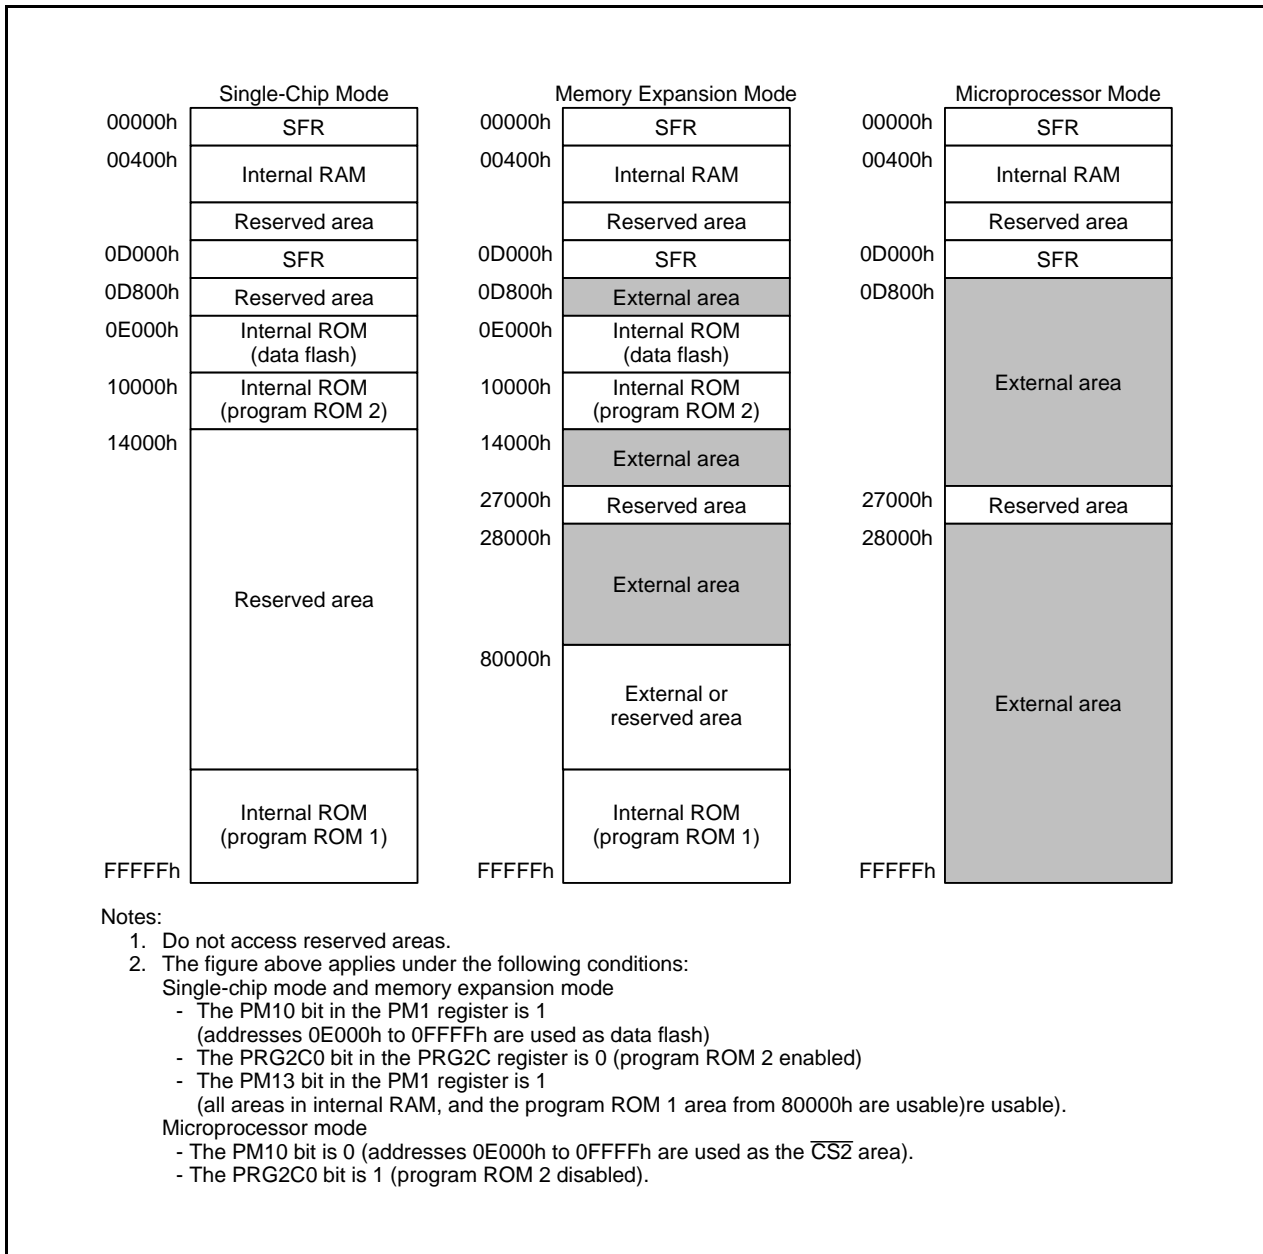 Single-Chip Mode
00000h
SFR
00400h
Internal RAM
Reserved area
0D000h
SFR
0D800h
Reserved area
0E000h
Internal ROM
(data flash)
10000h
Internal ROM
(program ROM 2)
14000h
Reserved area
Internal ROM
(program ROM 1)
FFFFFh
Memory Expansion Mode
00000h
SFR
00400h
Internal RAM
Reserved area
0D000h
SFR
0D800h
External area
0E000h
Internal ROM
(data flash)
10000h
Internal ROM
(program ROM 2)
14000h
External area
27000h
Reserved area
28000h
External area
80000h
External or
reserved area
Internal ROM
(program ROM 1)
FFFFFh
Microprocessor Mode
00000h
SFR
00400h
Internal RAM
Reserved area
0D000h
SFR
0D800h
External area
27000h
Reserved area
28000h
External area
FFFFFh
Notes:
1. Do not access reserved areas.
2. The figure above applies under the following conditions:
Single-chip mode and memory expansion mode
- The PM10 bit in the PM1 register is 1
(addresses 0E000h to 0FFFFh are used as data flash)
- The PRG2C0 bit in the PRG2C register is 0 (program ROM 2 enabled)
- The PM13 bit in the PM1 register is 1
(all areas in internal RAM, and the program ROM 1 area from 80000h are usable)re usable).
Microprocessor mode
- The PM10 bit is 0 (addresses 0E000h to 0FFFFh are used as the C̅S̅2̅ area).
- The PRG2C0 bit is 1 (program ROM 2 disabled).